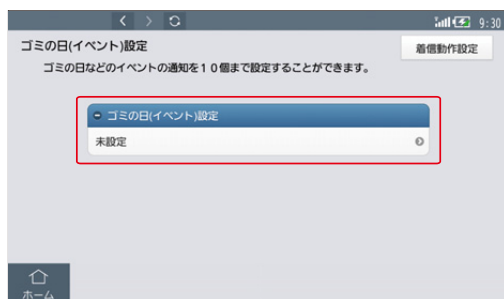 9:30
ゴミの日(イベント)設定
着信動作設定
ゴミの日などのイベントの通知を10個まで設定することができます。
ゴミの日(イベント)設定
未設定
ホーム